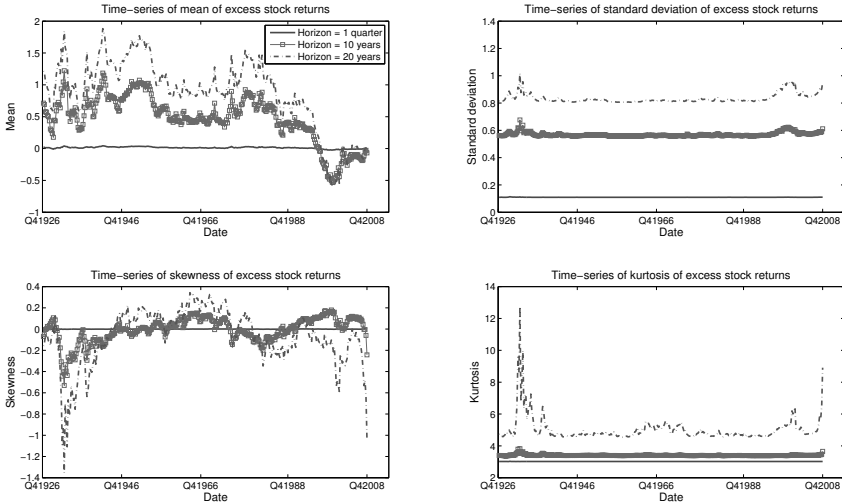 Time-series of mean of excess stock returns
2
1.5
1
0.5
0
-0.5
-1
Mean
Horizon = 1 quarter
Horizon = 10 years
Horizon = 20 years
Q41926 Q41946 Q41966 Q41988 Q42008
Date
Time-series of standard deviation of excess stock returns
1.4
1.2
1
0.8
0.6
0.4
0.2
0
Standard deviation
Q41926 Q41946 Q41966 Q41988 Q42008
Date
Time-series of skewness of excess stock returns
0.4
0.2
0
-0.2
-0.4
-0.6
-0.8
-1
-1.2
-1.4
Skewness
Q41926 Q41946 Q41966 Q41988 Q42008
Date
Time-series of kurtosis of excess stock returns
14
12
10
8
6
4
2
Kurtosis
Q41926 Q41946 Q41966 Q41988 Q42008
Date